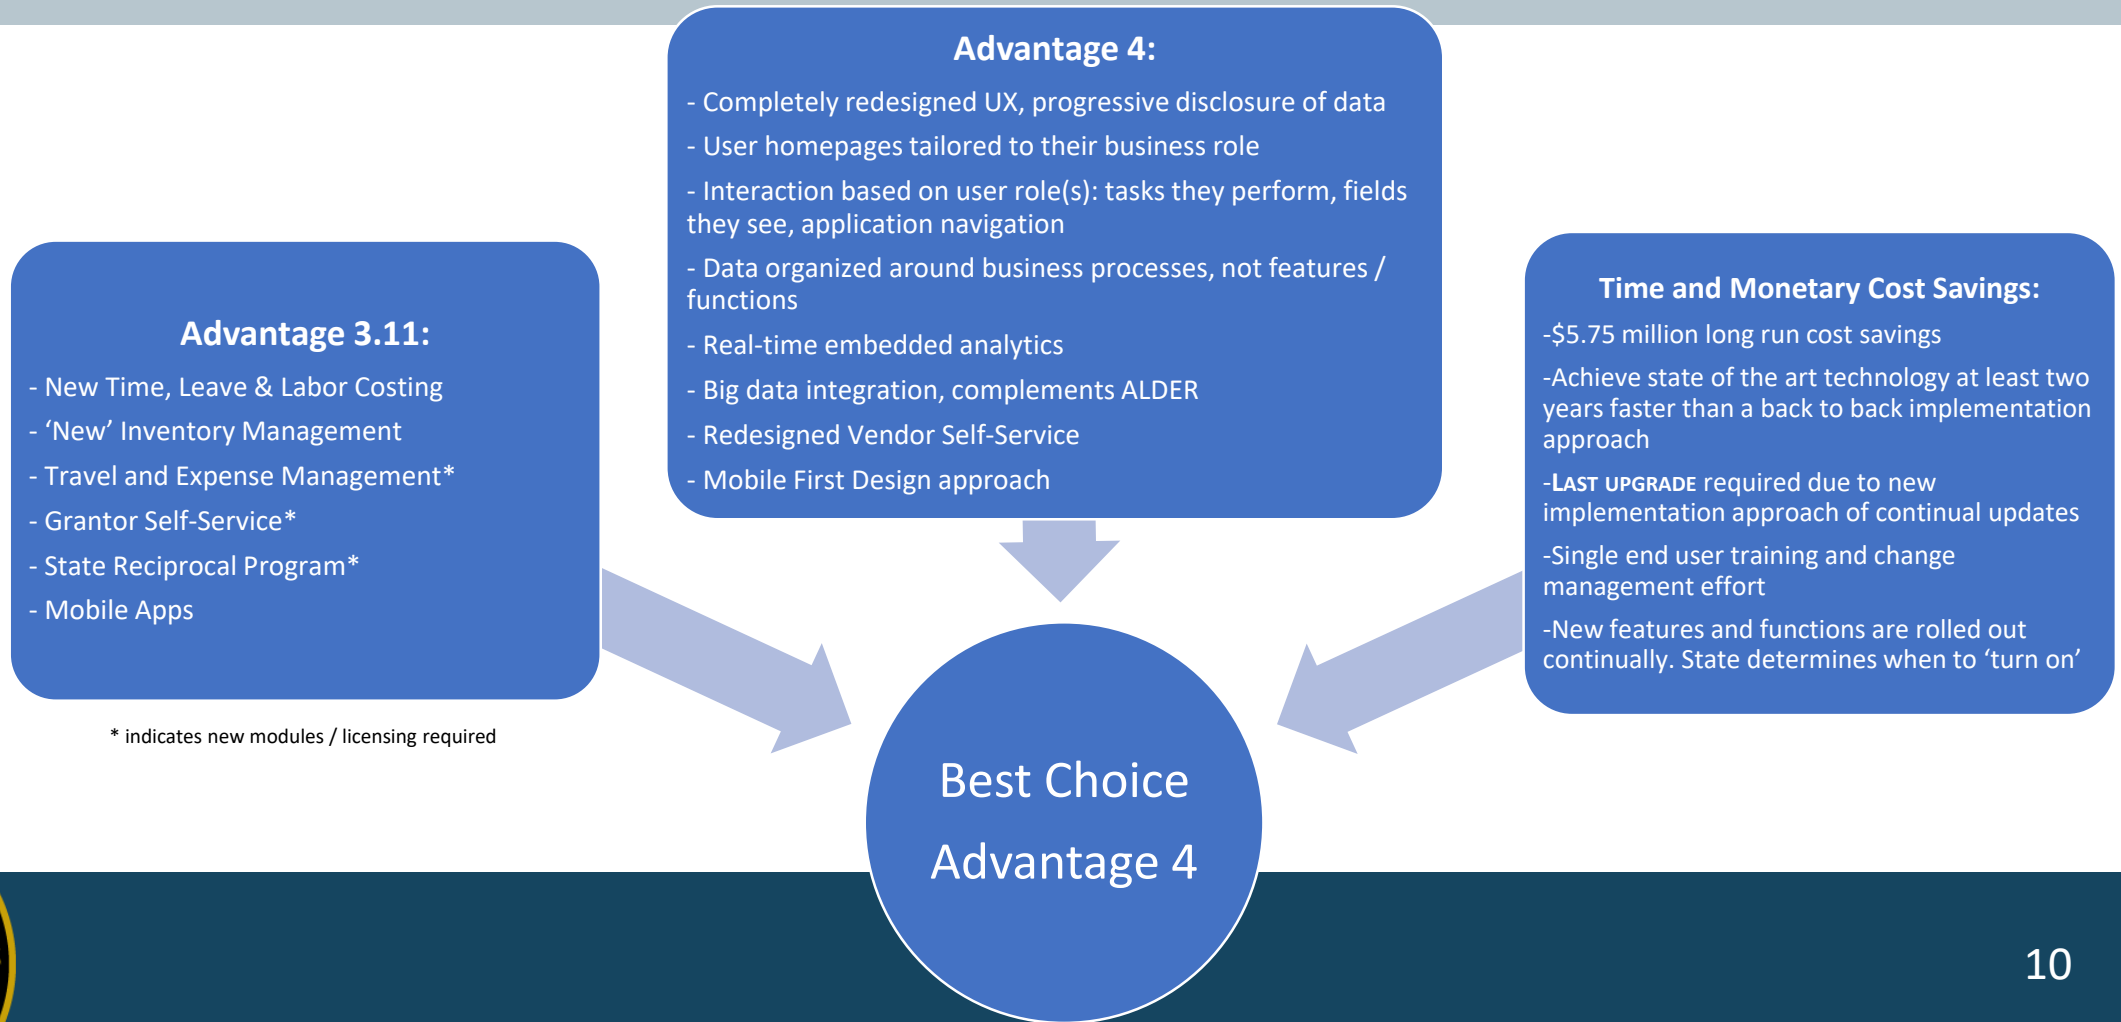 Advantage 4:
- Completely redesigned UX, progressive disclosure of data
- User homepages tailored to their business role
- Interaction based on user role(s): tasks they perform, fields
they see, application navigation
- Data organized around business processes, not features /
functions
- Real-time embedded analytics
- Big data integration, complements ALDER
- Redesigned Vendor Self-Service
- Mobile First Design approach
Advantage 3.11:
- New Time, Leave & Labor Costing
- ‘New’ Inventory Management
- Travel and Expense Management*
- Grantor Self-Service*
- State Reciprocal Program*
- Mobile Apps
* indicates new modules / licensing required
Time and Monetary Cost Savings:
-$5.75 million long run cost savings
-Achieve state of the art technology at least two
years faster than a back to back implementation
approach
-LAST UPGRADE required due to new
implementation approach of continual updates
-Single end user training and change
management effort
-New features and functions are rolled out
continually. State determines when to ‘turn on’
Best Choice
Advantage 4
10